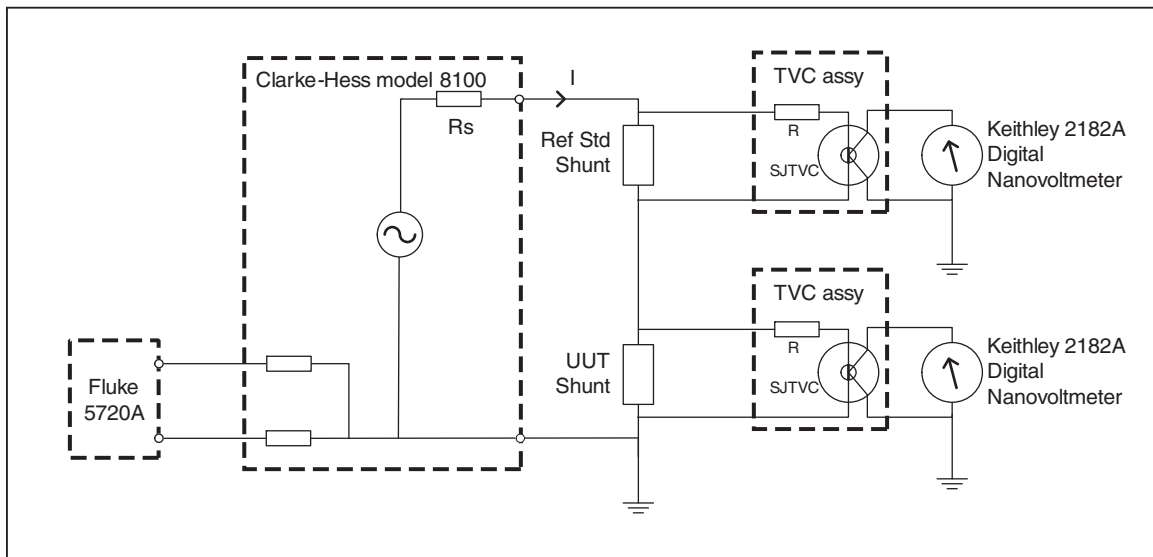 Clarke-Hess model 8100
Rs
I
Ref Std
Shunt
TVC assy
R
SJTVC
Keithley 2182A
Digital
Nanovoltmeter
Fluke
5720A
UUT
Shunt
TVC assy
R
SJTVC
Keithley 2182A
Digital
Nanovoltmeter